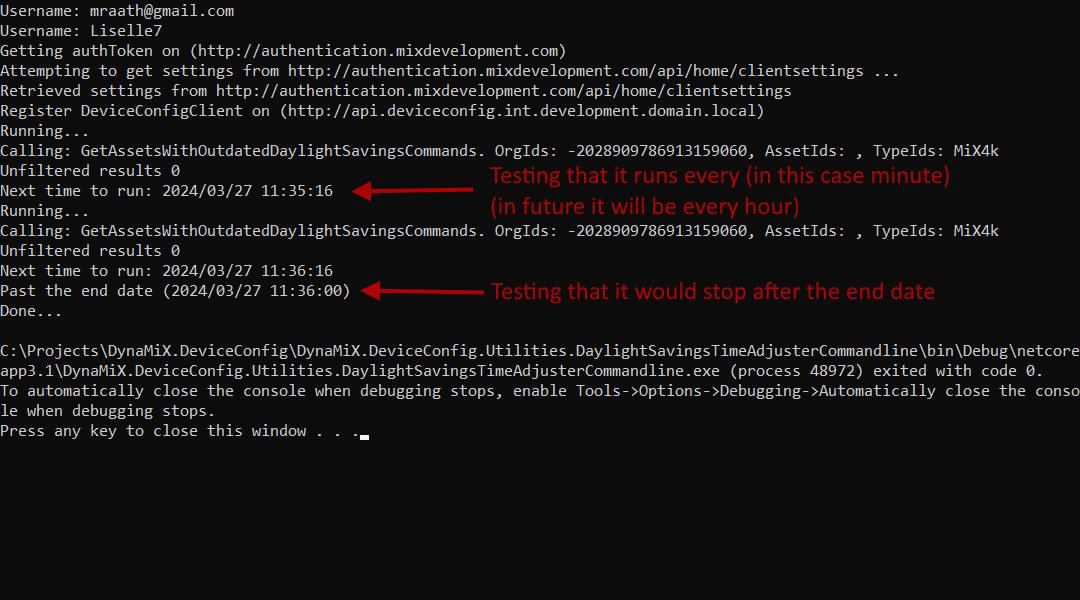 Username: mraath@gmail.com
Username: Liselle7
Getting authToken on (http://authentication.mixdevelopment.com)
Attempting to get settings from http://authentication.mixdevelopment.com/api/home/clientsettings ...
Retrieved settings from http://authentication.mixdevelopment.com/api/home/clientsettings
Register DeviceConfigClient on (http://api.deviceconfig.int.development.domain.local)
Running...
Calling: GetAssetsWithOutdatedDaylightSavingsCommands. OrgIds: -2028909786913159060, AssetIds: , TypeIds: MiX4k
Unfiltered results 0
Next time to run: 2024/03/27 11:35:16
Testing that it runs every (in this case minute)
(in future it will be every hour)
Running...
Calling: GetAssetsWithOutdatedDaylightSavingsCommands. OrgIds: -2028909786913159060, AssetIds: , TypeIds: MiX4k
Unfiltered results 0
Next time to run: 2024/03/27 11:36:16
Past the end date (2024/03/27 11:36:00)
Testing that it would stop after the end date
Done...
C:\Projects\DynaMiX.DeviceConfig\DynaMiX.DeviceConfig.Utilities.DaylightSavingsTimeAdjusterCommandline\bin\Debug\netcore
app3.1\DynaMiX.DeviceConfig.Utilities.DaylightSavingsTimeAdjusterCommandline.exe (process 48972) exited with code 0.
To automatically close the console when debugging stops, enable Tools->Options->Debugging->Automatically close the conso
le when debugging stops.
Press any key to close this window . . .